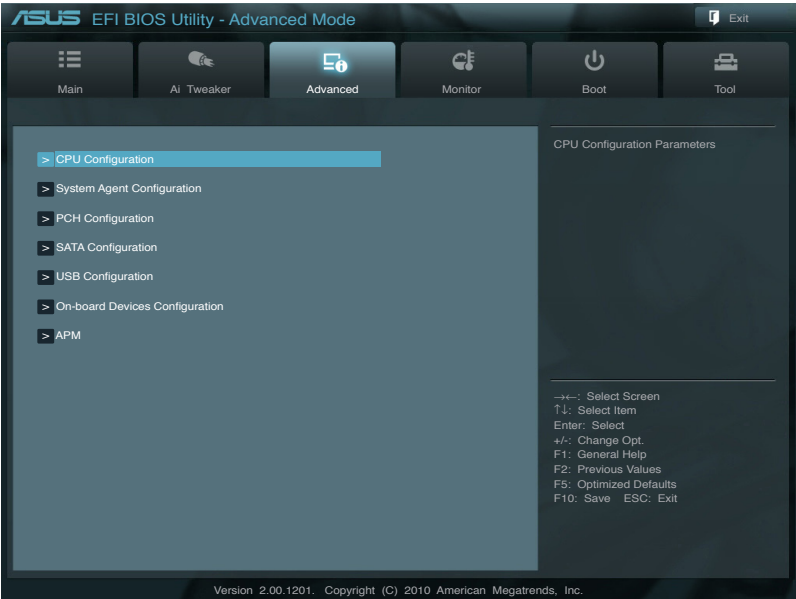 ASUS EFI BIOS Utility - Advanced Mode
Exit
Main
Ai Tweaker
Advanced
Monitor
Boot
Tool
> CPU Configuration
> System Agent Configuration
> PCH Configuration
> SATA Configuration
> USB Configuration
> On-board Devices Configuration
> APM
CPU Configuration Parameters
→←: Select Screen
↑↓: Select Item
Enter: Select
+/-: Change Opt.
F1: General Help
F2: Previous Values
F5: Optimized Defaults
F10: Save ESC: Exit
Version 2.00.1201. Copyright (C) 2010 American Megatrends, Inc.